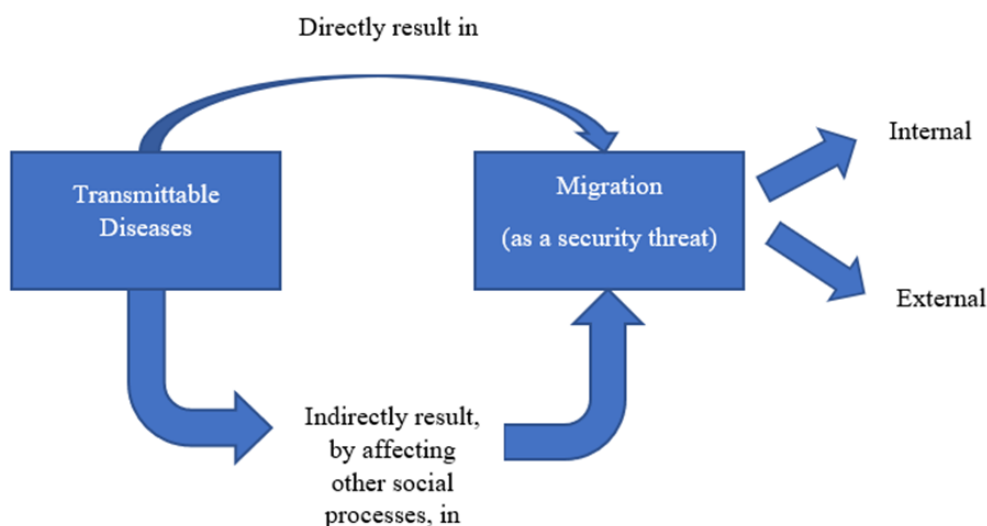 Directly result in
Internal
Transmittable
Diseases
Migration
(as a security threat)
External
Indirectly result,
by affecting
other social
processes, in